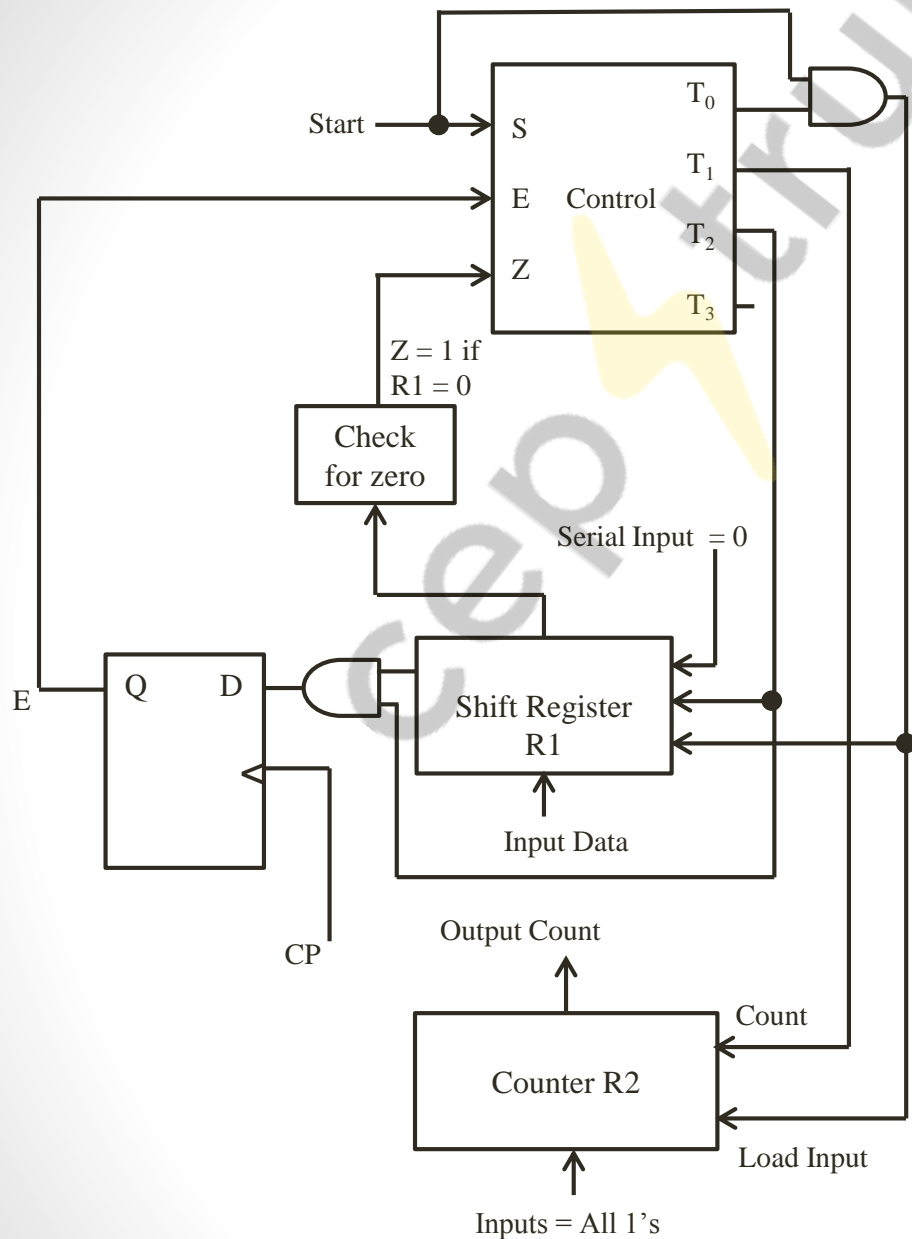 Start
S
T0
T1
E
Control
T2
Z
T3
Z = 1 if
R1 = 0
Check
for zero
Serial Input = 0
E
Q
D
Shift Register
R1
Input Data
CP
Output Count
Count
Counter R2
Load Input
Inputs = All 1’s
cep